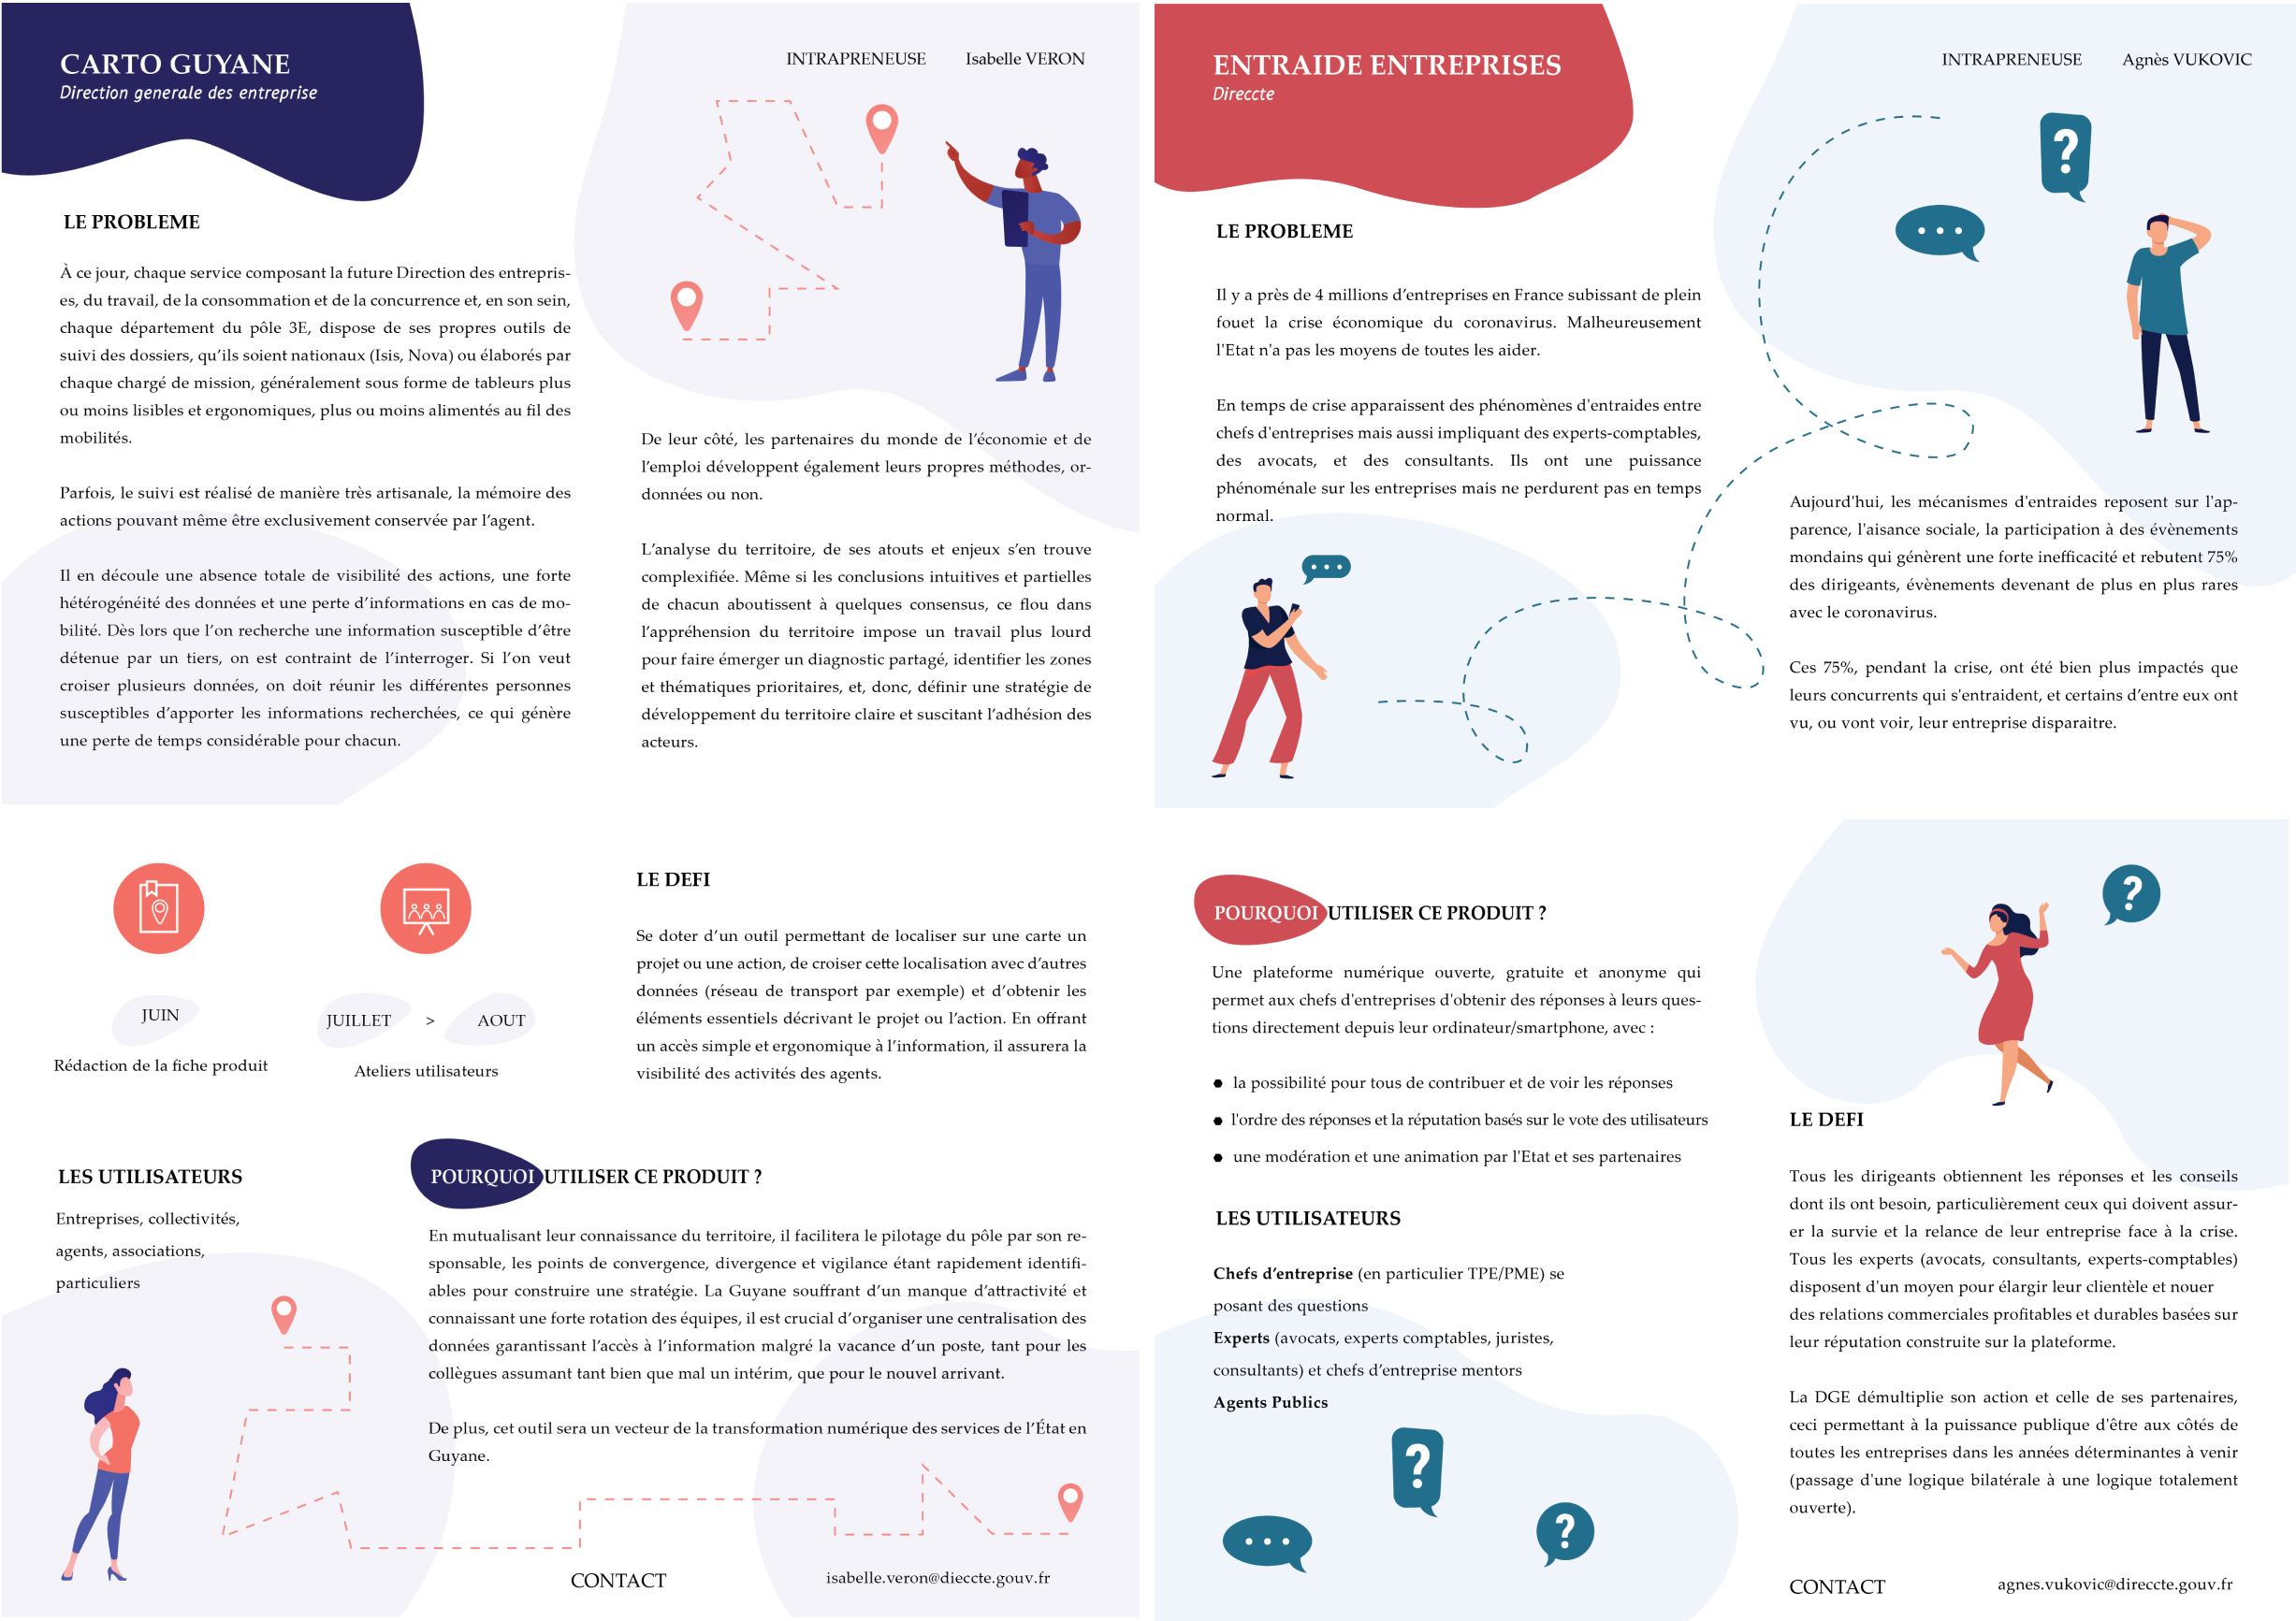 CARTO GUYANE
Direction generale des entreprise
INTRAPRENEUSE Isabelle VERON
LE PROBLEME
À ce jour, chaque service composant la future Direction des entrepris-
es, du travail, de la consommation et de la concurrence et, en son sein,
chaque département du pôle 3E, dispose de ses propres outils de
suivi des dossiers, qu’ils soient nationaux (Isis, Nova) ou élaborés par
chaque chargé de mission, généralement sous forme de tableurs plus
ou moins lisibles et ergonomiques, plus ou moins alimentés au fil des
mobilités.
Parfois, le suivi est réalisé de manière très artisanale, la mémoire des
actions pouvant même être exclusivement conservée par l’agent.
Il en découle une absence totale de visibilité des actions, une forte
hétérogénéité des données et une perte d’informations en cas de mo-
bilité. Dès lors que l’on recherche une information susceptible d’être
détenue par un tiers, on est contraint de l’interroger. Si l’on veut
croiser plusieurs données, on doit réunir les différentes personnes
susceptibles d’apporter les informations recherchées, ce qui génère
une perte de temps considérable pour chacun.
De leur côté, les partenaires du monde de l’économie et de
l’emploi développent également leurs propres méthodes, or-
données ou non.
L’analyse du territoire, de ses atouts et enjeux s’en trouve
complexifiée. Même si les conclusions intuitives et partielles
de chacun aboutissent à quelques consensus, ce flou dans
l’appréhension du territoire impose un travail plus lourd
pour faire émerger un diagnostic partagé, identifier les zones
et thématiques prioritaires, et, donc, définir une stratégie de
développement du territoire claire et suscitant l’adhésion des
acteurs.
JUIN
Rédaction de la fiche produit
JUILLET > AOUT
Ateliers utilisateurs
LE DEFI
Se doter d’un outil permettant de localiser sur une carte un
projet ou une action, de croiser cette localisation avec d’autres
données (réseau de transport par exemple) et d’obtenir les
éléments essentiels décrivant le projet ou l’action. En offrant
un accès simple et ergonomique à l’information, il assurera la
visibilité des activités des agents.
LES UTILISATEURS
Entreprises, collectivités,
agents, associations,
particuliers
POURQUOI UTILISER CE PRODUIT ?
En mutualisant leur connaissance du territoire, il facilitera le pilotage du pôle par son re-
sponsable, les points de convergence, divergence et vigilance étant rapidement identifi-
ables pour construire une stratégie. La Guyane souffrant d’un manque d’attractivité et
connaissant une forte rotation des équipes, il est crucial d’organiser une centralisation des
données garantissant l’accès à l’information malgré la vacance d’un poste, tant pour les
collègues assumant tant bien que mal un intérim, que pour le nouvel arrivant.
De plus, cet outil sera un vecteur de la transformation numérique des services de l’État en
Guyane.
CONTACT isabelle.veron@dieccte.gouv.fr
ENTRAIDE ENTREPRISES
Direccte
INTRAPRENEUSE Agnès VUKOVIC
LE PROBLEME
Il y a près de 4 millions d’entreprises en France subissant de plein
fouet la crise économique du coronavirus. Malheureusement
l'Etat n'a pas les moyens de toutes les aider.
En temps de crise apparaissent des phénomènes d'entraides entre
chefs d'entreprises mais aussi impliquant des experts-comptables,
des avocats, et des consultants. Ils ont une puissance
phénoménale sur les entreprises mais ne perdurent pas en temps
normal.
?
Aujourd'hui, les mécanismes d'entraides reposent sur l'ap-
parence, l'aisance sociale, la participation à des évènements
mondains qui génèrent une forte inefficacité et rebutent 75%
des dirigeants, évènements devenant de plus en plus rares
avec le coronavirus.
Ces 75%, pendant la crise, ont été bien plus impactés que
leurs concurrents qui s'entraident, et certains d’entre eux ont
vu, ou vont voir, leur entreprise disparaitre.
POURQUOI UTILISER CE PRODUIT ?
Une plateforme numérique ouverte, gratuite et anonyme qui
permet aux chefs d'entreprises d'obtenir des réponses à leurs ques-
tions directement depuis leur ordinateur/smartphone, avec :
● la possibilité pour tous de contribuer et de voir les réponses
● l'ordre des réponses et la réputation basés sur le vote des utilisateurs
● une modération et une animation par l'Etat et ses partenaires
LES UTILISATEURS
Chefs d’entreprise (en particulier TPE/PME) se
posant des questions
Experts (avocats, experts comptables, juristes,
consultants) et chefs d’entreprise mentors
Agents Publics
?
?
?
LE DEFI
Tous les dirigeants obtiennent les réponses et les conseils
dont ils ont besoin, particulièrement ceux qui doivent assur-
er la survie et la relance de leur entreprise face à la crise.
Tous les experts (avocats, consultants, experts-comptables)
disposent d'un moyen pour élargir leur clientèle et nouer
des relations commerciales profitables et durables basées sur
leur réputation construite sur la plateforme.
La DGE démultiplie son action et celle de ses partenaires,
ceci permettant à la puissance publique d'être aux côtés de
toutes les entreprises dans les années déterminantes à venir
(passage d'une logique bilatérale à une logique totalement
ouverte).
CONTACT agnes.vukovic@direccte.gouv.fr